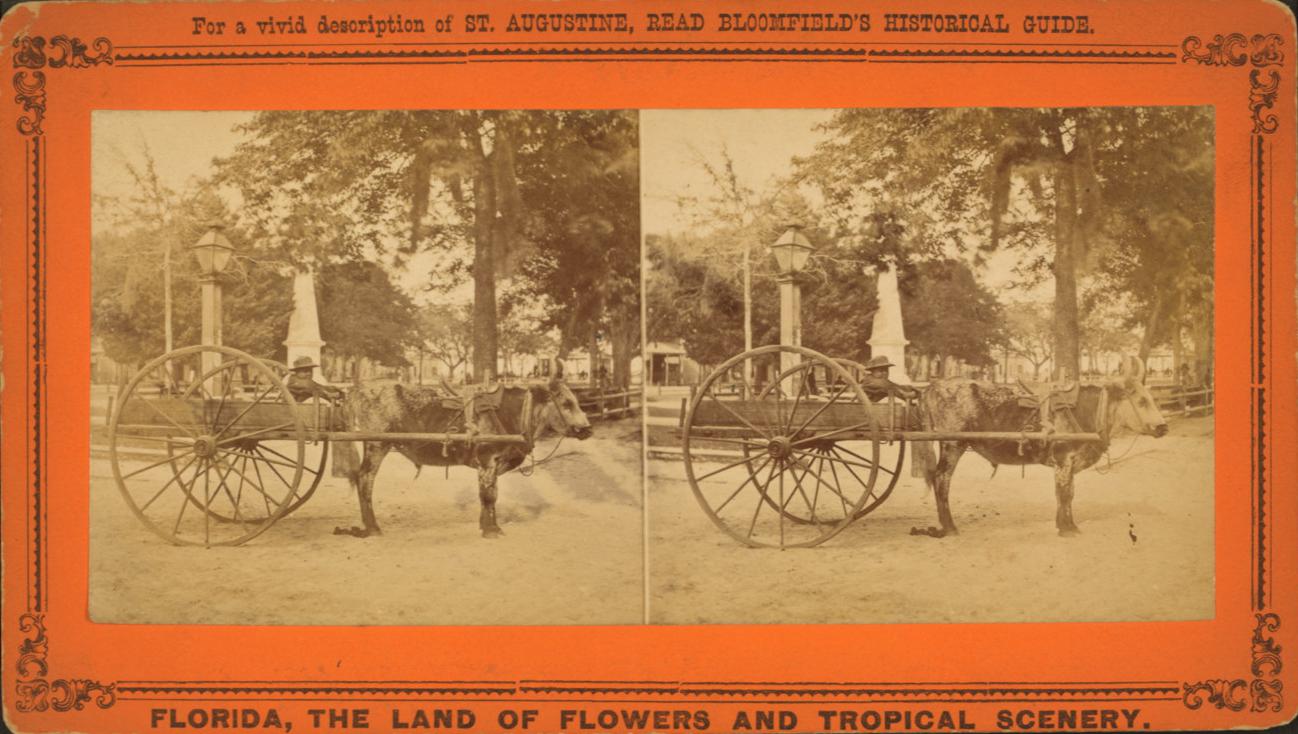 For a vivid description of ST. AUGUSTINE, READ BLOOMFIELD'S HISTORICAL GUIDE.
FLORIDA, THE LAND OF FLOWERS AND TROPICAL SCENERY.